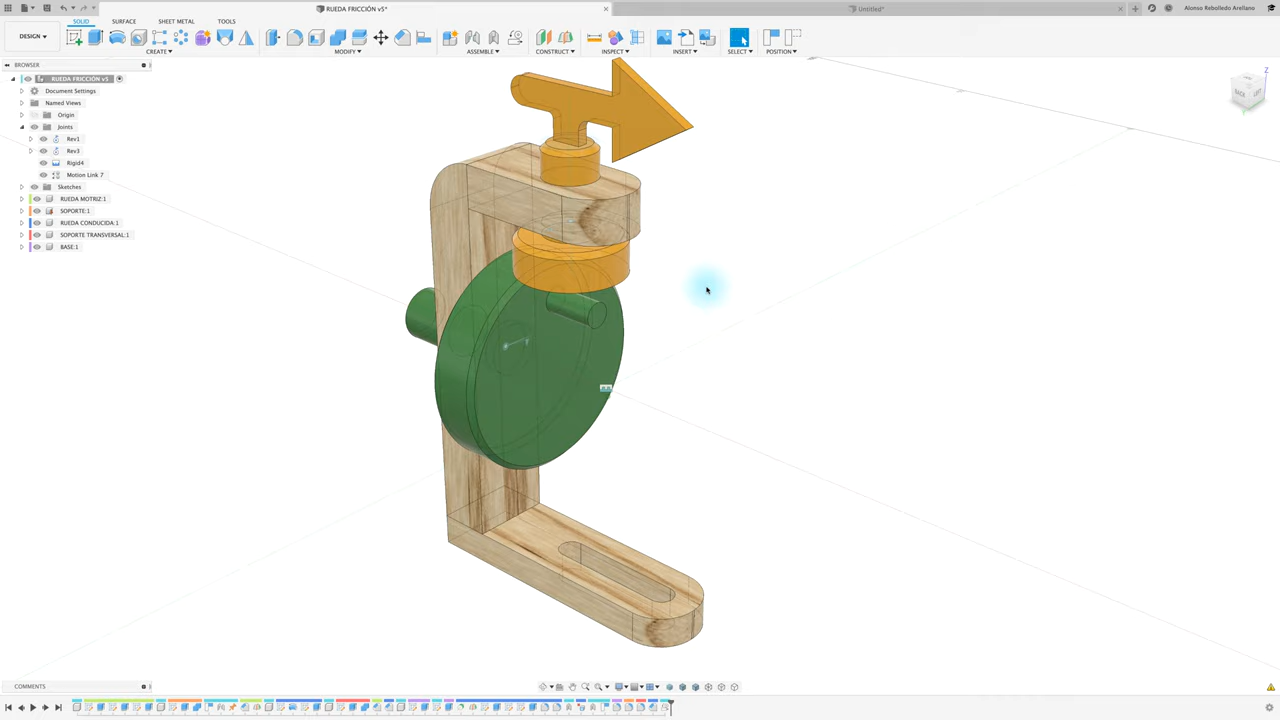 RUEDA FRICCIÓN v5*
Untitled*
Alonso Rebolledo Arellano
DESIGN
SOLID
SURFACE
SHEET METAL
TOOLS
CREATE
MODIFY
ASSEMBLE
CONSTRUCT
INSPECT
INSERT
SELECT
POSITION
BROWSER
RUEDA FRICCIÓN v5
Document Settings
Named Views
Origin
Joints
Rev1
Rev3
Rigid4
Motion Link 7
Sketches
RUEDA MOTRIZ:1
SOPORTE:1
RUEDA CONDUCIDA:1
SOPORTE TRANSVERSAL:1
BASE:1
Z
BACK
LEFT
COMMENTS